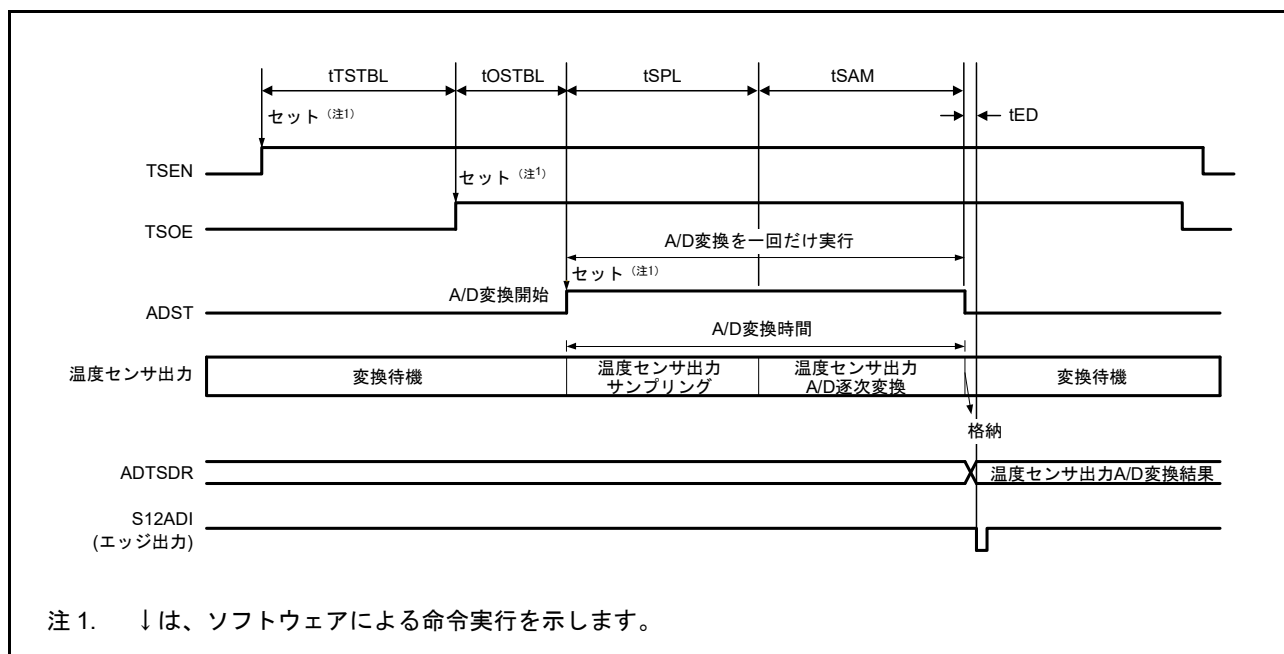 tTSTBL
tOSTBL
tSPL
tSAM
tED
セット（注1）
TSEN
セット（注1）
TSOE
A/D変換を一回だけ実行
セット（注1）
A/D変換開始
ADST
A/D変換時間
温度センサ出力
変換待機
温度センサ出力
サンプリング
温度センサ出力
A/D逐次変換
変換待機
格納
ADTSDR
温度センサ出力A/D変換結果
S12ADI
(エッジ出力)
注 1. ↓は、ソフトウェアによる命令実行を示します。